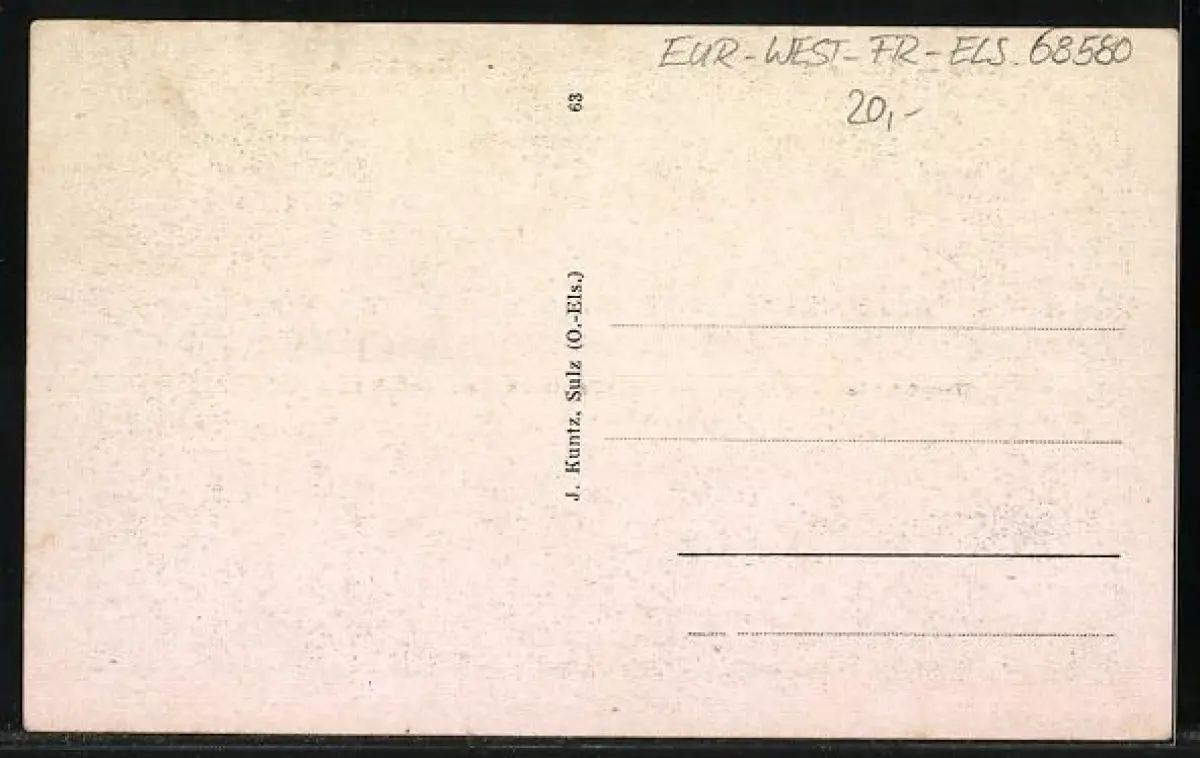 EUR-WEST-FR-ELS. 68580
20,-
63
J. Kuntz, Sulz (O.-Els.)